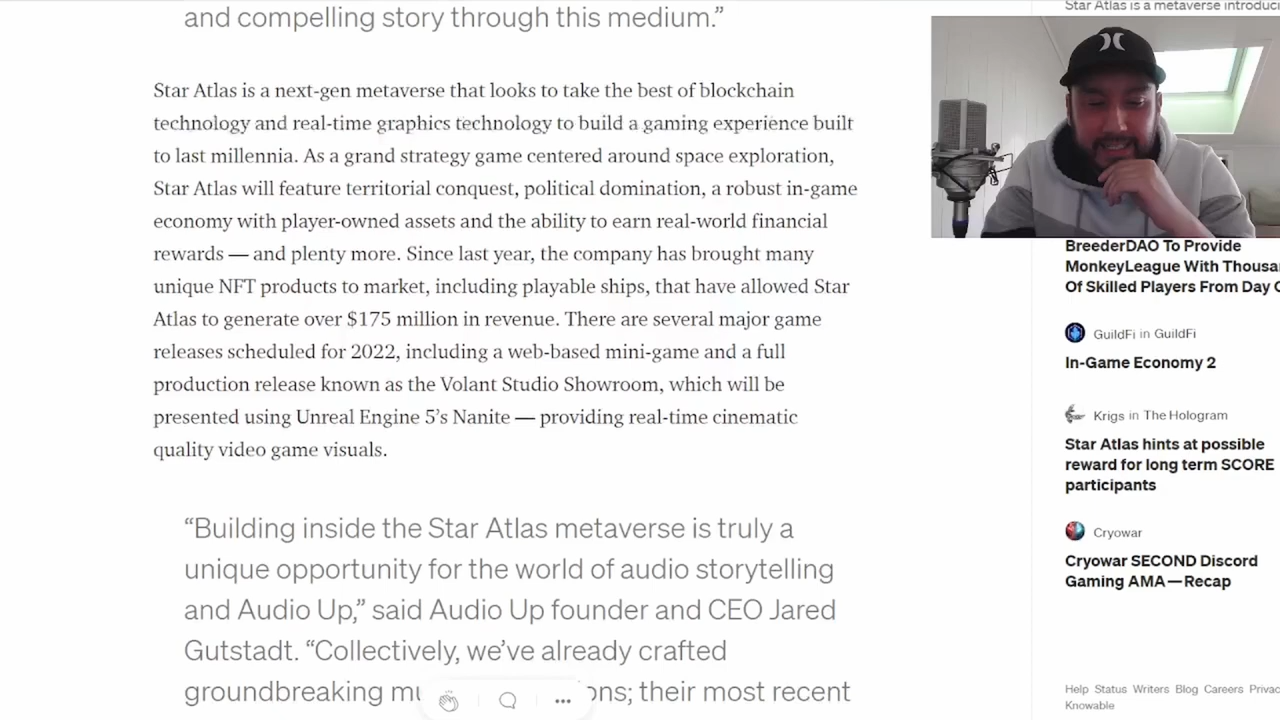 and compelling story through this medium.”
Star Atlas is a next-gen metaverse that looks to take the best of blockchain
technology and real-time graphics technology to build a gaming experience built
to last millennia. As a grand strategy game centered around space exploration,
Star Atlas will feature territorial conquest, political domination, a robust in-game
economy with player-owned assets and the ability to earn real-world financial
rewards — and plenty more. Since last year, the company has brought many
unique NFT products to market, including playable ships, that have allowed Star
Atlas to generate over $175 million in revenue. There are several major game
releases scheduled for 2022, including a web-based mini-game and a full
production release known as the Volant Studio Showroom, which will be
presented using Unreal Engine 5’s Nanite — providing real-time cinematic
quality video game visuals.
“Building inside the Star Atlas metaverse is truly a
unique opportunity for the world of audio storytelling
and Audio Up,” said Audio Up founder and CEO Jared
Gutstadt. “Collectively, we’ve already crafted
groundbreaking mu ons; their most recent
Star Atlas is a metaverse introduci
BreederDAO To Provide
MonkeyLeague With Thousan
Of Skilled Players From Day
GuildFi in GuildFi
In-Game Economy 2
Krigs in The Hologram
Star Atlas hints at possible
reward for long term SCORE
participants
Cryowar
Cryowar SECOND Discord
Gaming AMA — Recap
Help Status Writers Blog Careers Privac
Knowable